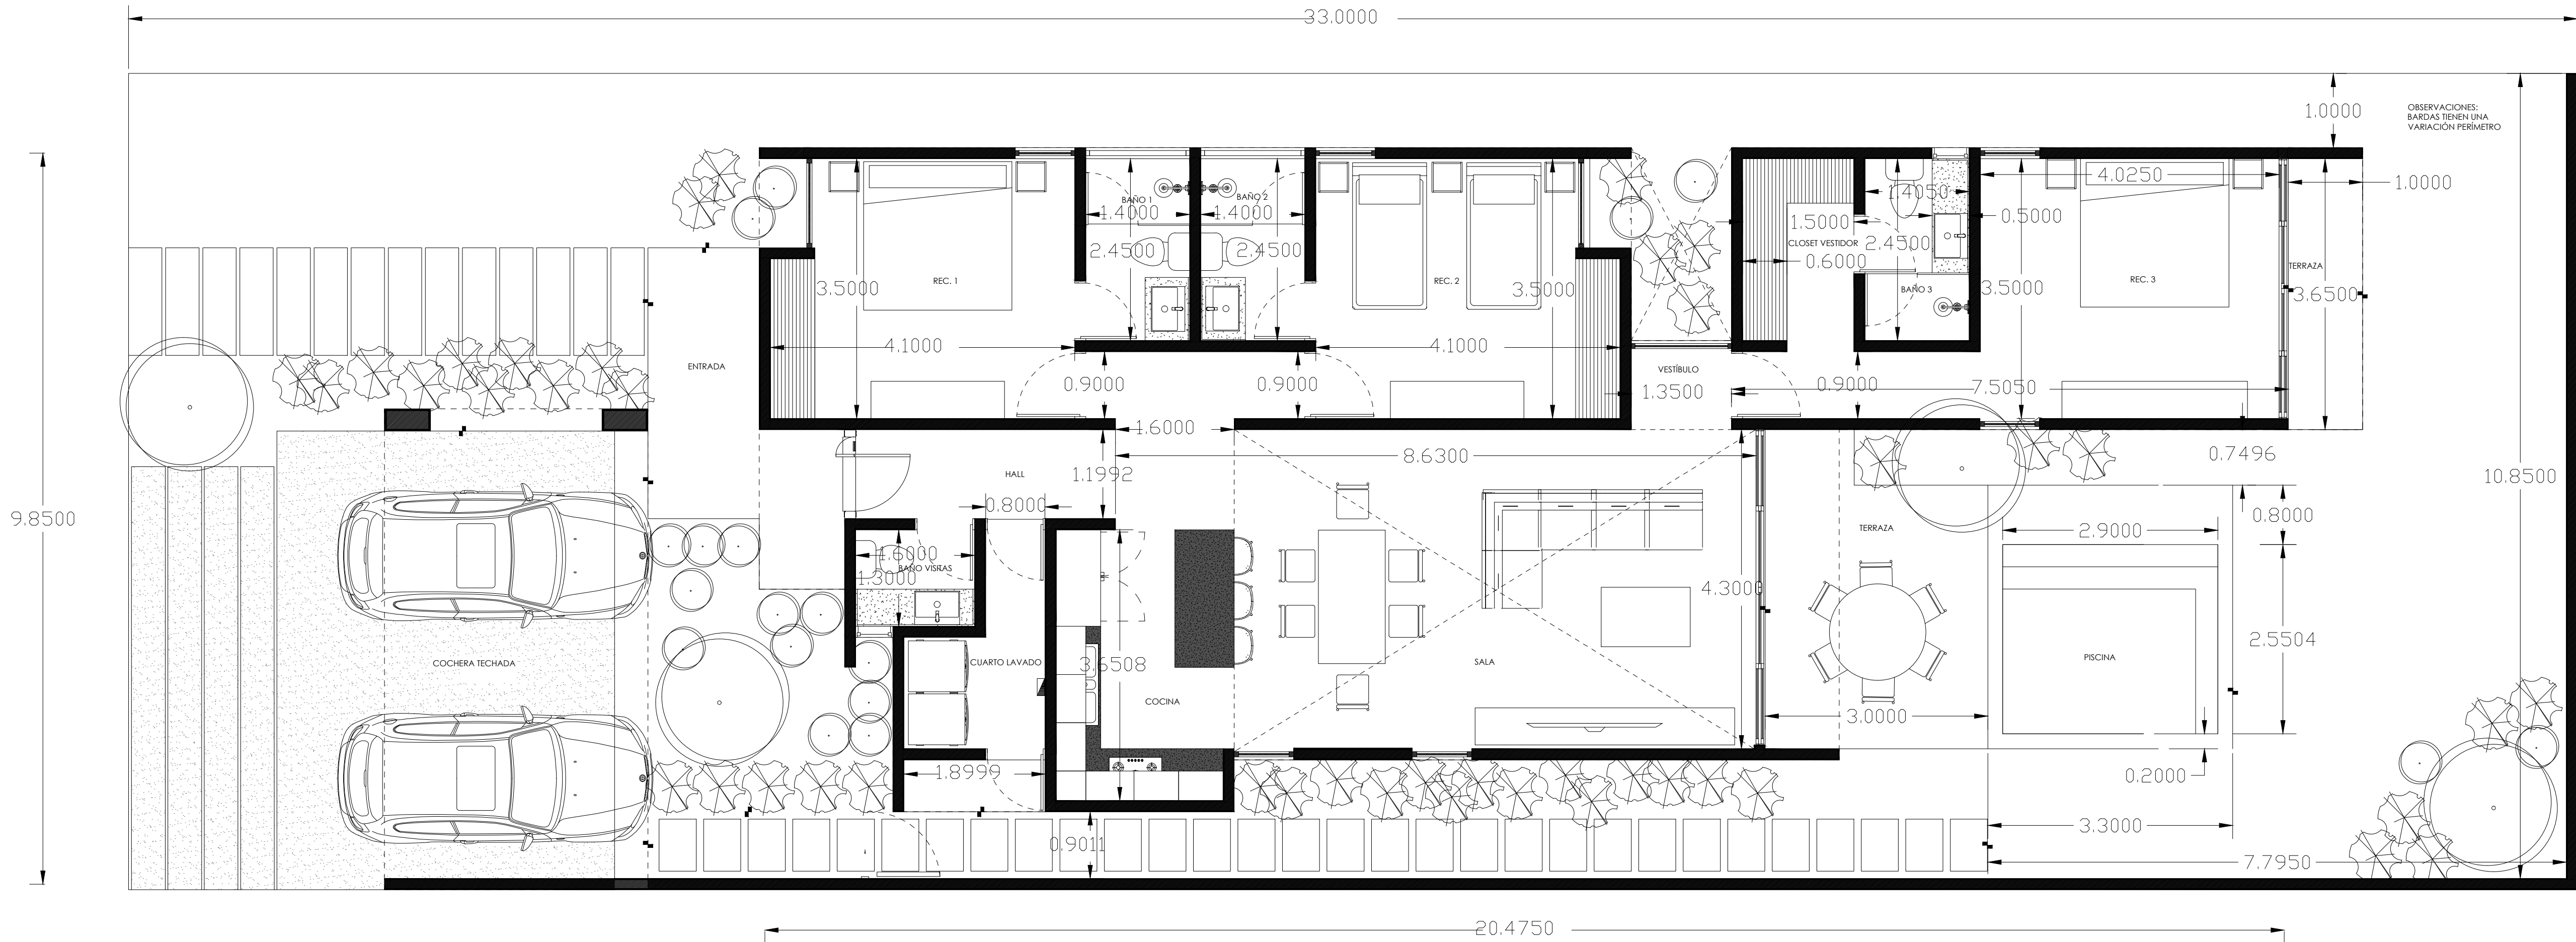 33.0000
1.0000
OBSERVACIONES:
BARDAS TIENEN UNA
VARIACIÓN PERÍMETRO
4.0250
1.0000
1.4050
BAÑO 1
BAÑO 2
1.4000
1.4000
0.5000
1.5000
CLOSET VESTIDOR
2.4500
2.4500
2.4500
0.6000
TERRAZA
REC. 1
REC. 2
REC. 3
3.5000
3.5000
BAÑO 3
3.5000
3.6500
4.1000
4.1000
ENTRADA
VESTÍBULO
0.9000
0.9000
1.3500
0.9000
7.5050
1.6000
8.6300
0.7496
HALL
1.1992
10.8500
0.8000
9.8500
0.8000
TERRAZA
2.9000
1.6000
BAÑO VISITAS
1.3000
4.3000
2.5504
COCHERA TECHADA
CUARTO LAVADO
3.6508
SALA
PISCINA
COCINA
3.0000
1.8999
0.2000
3.3000
0.9011
7.7950
20.4750